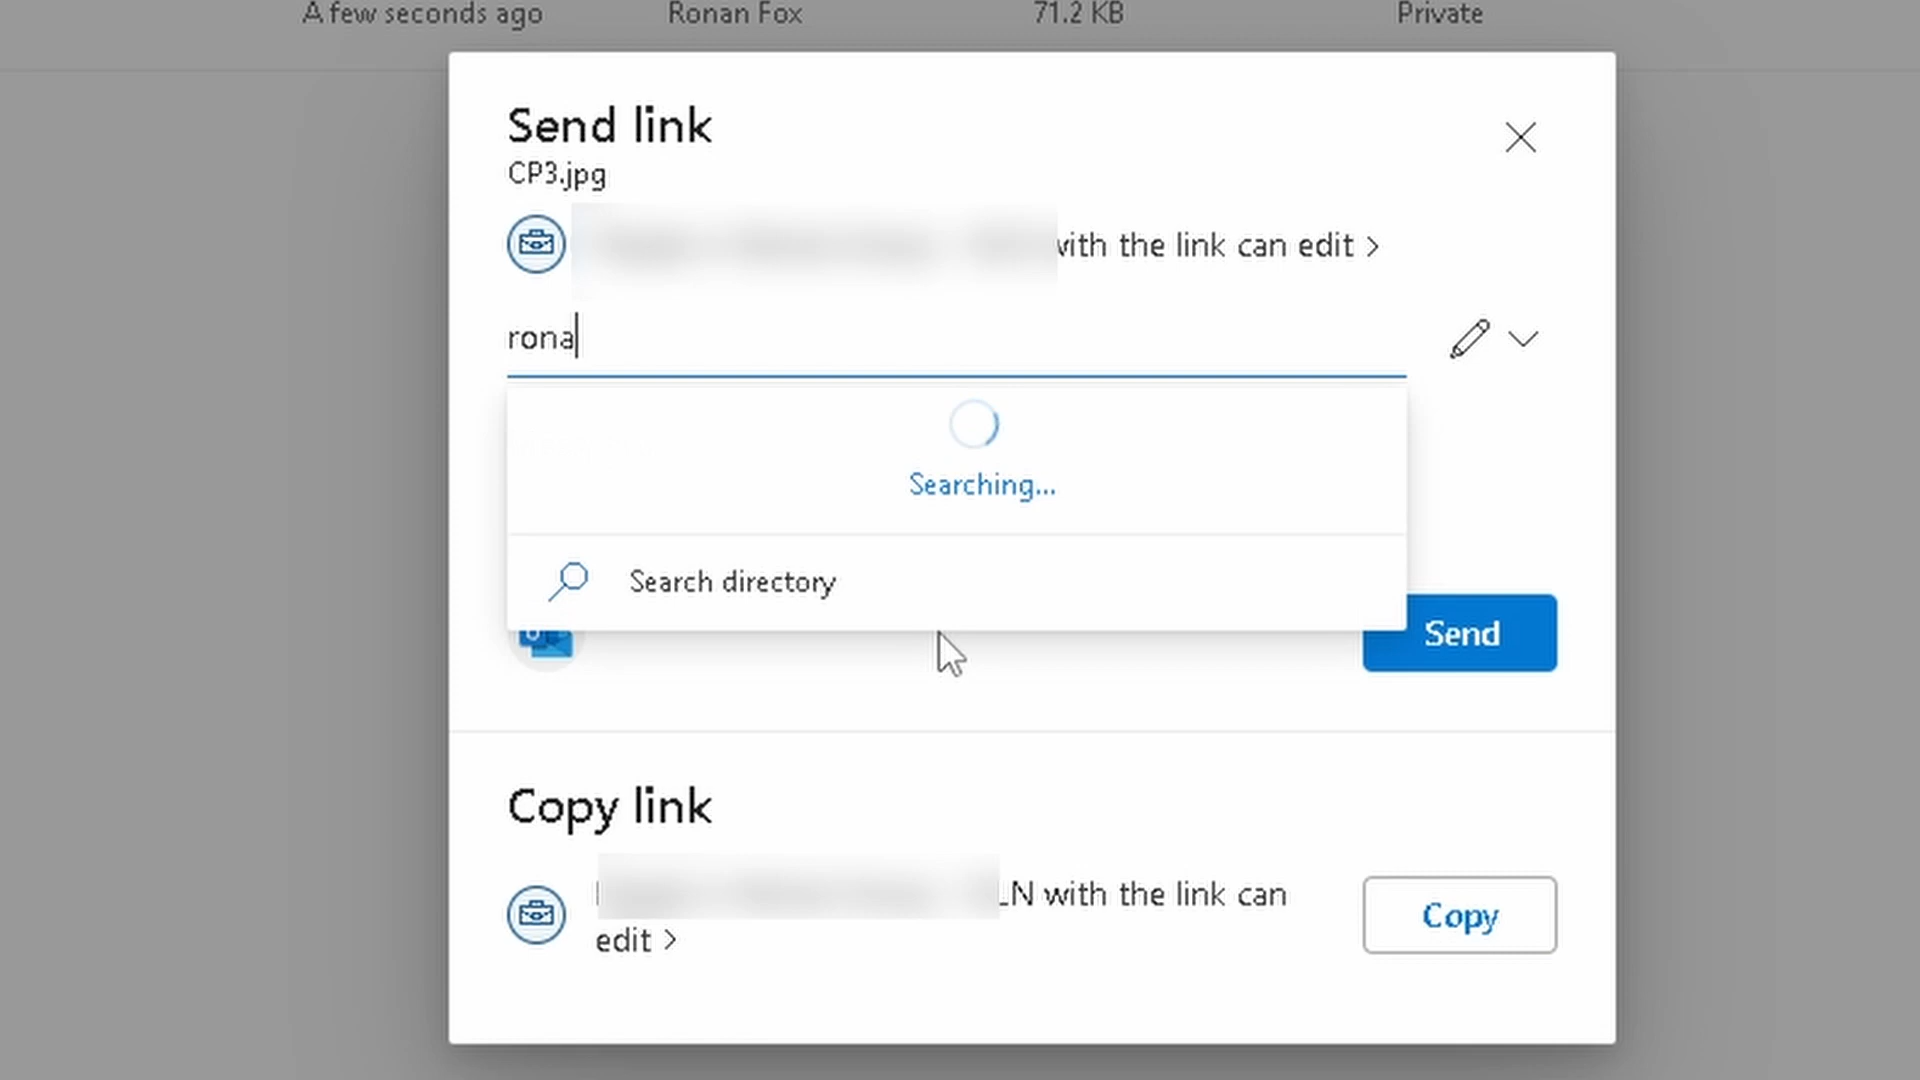 A few seconds ago Ronan Fox 71.2 KB Private
Send link
CP3.jpg
with the link can edit >
rona
Searching...
Search directory
Send
Copy link
LN with the link can
edit >
Copy